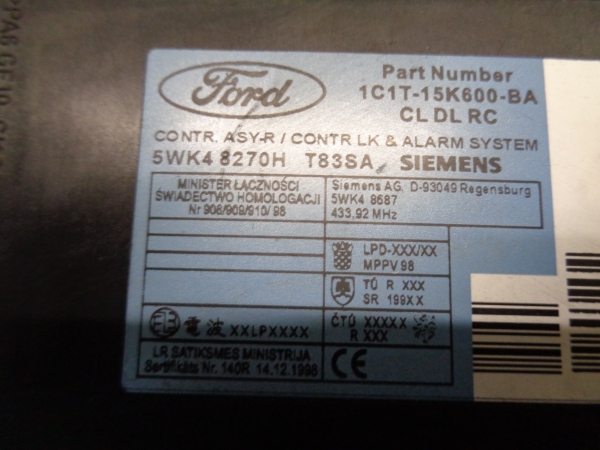 Ford
Part Number
1C1T-15K600-BA
CL DL RC
CONTR. ASY-R / CONTR LK & ALARM SYSTEM
5WK4 8270H T83SA SIEMENS
MINISTER ŁĄCZNOŚCI
ŚWIADECTWO HOMOLOGACJI
Nr 908/909/910/98
Siemens AG, D-93049 Regensburg
5WK4 8687
433,92 MHz
LPD-XXX/XX
MPPV 98
TÚ R XXX
SR 199XX
電波 XXLPXXXX
ČTÚ XXXXX
R XXX
LR SATIKSMES MINISTRIJA
Sertifikāts Nr. 140R 14.12.1998
CE